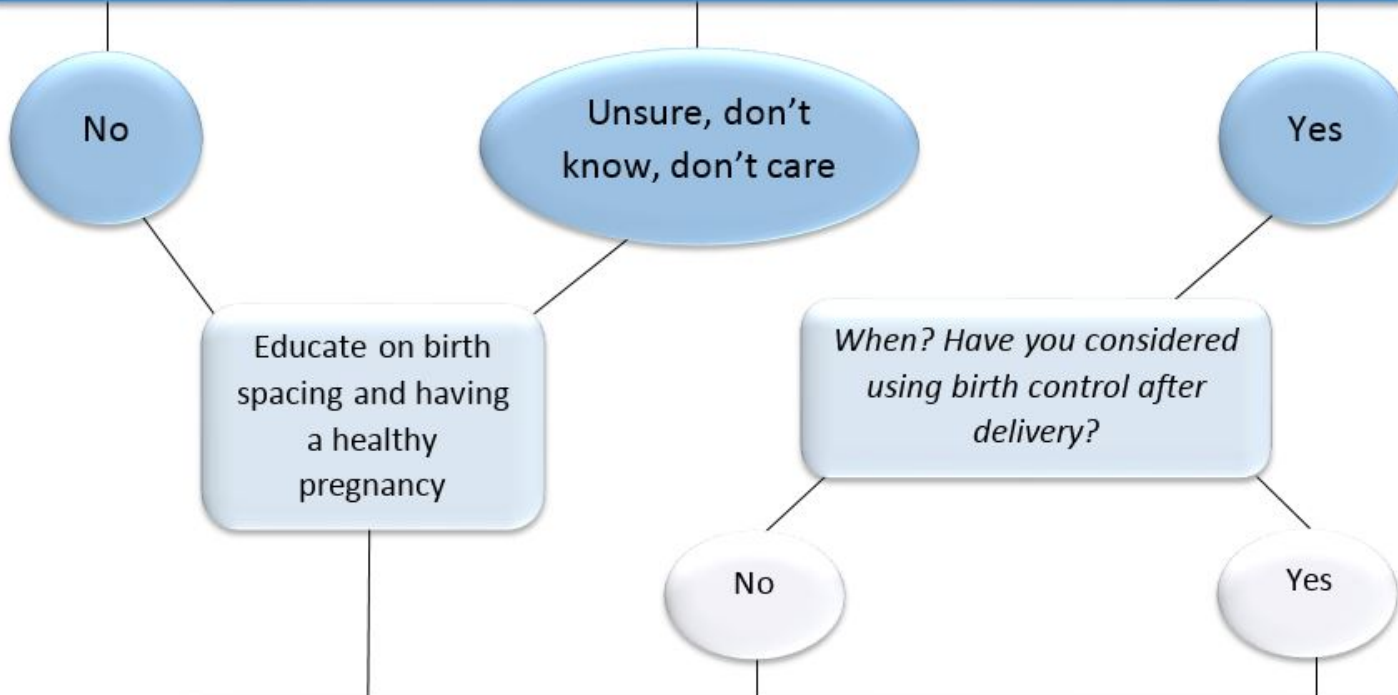 No
Unsure, don't
know, don't care
Yes
Educate on birth
spacing and having
a healthy
pregnancy
When? Have you considered
using birth control after
delivery?
No
Yes